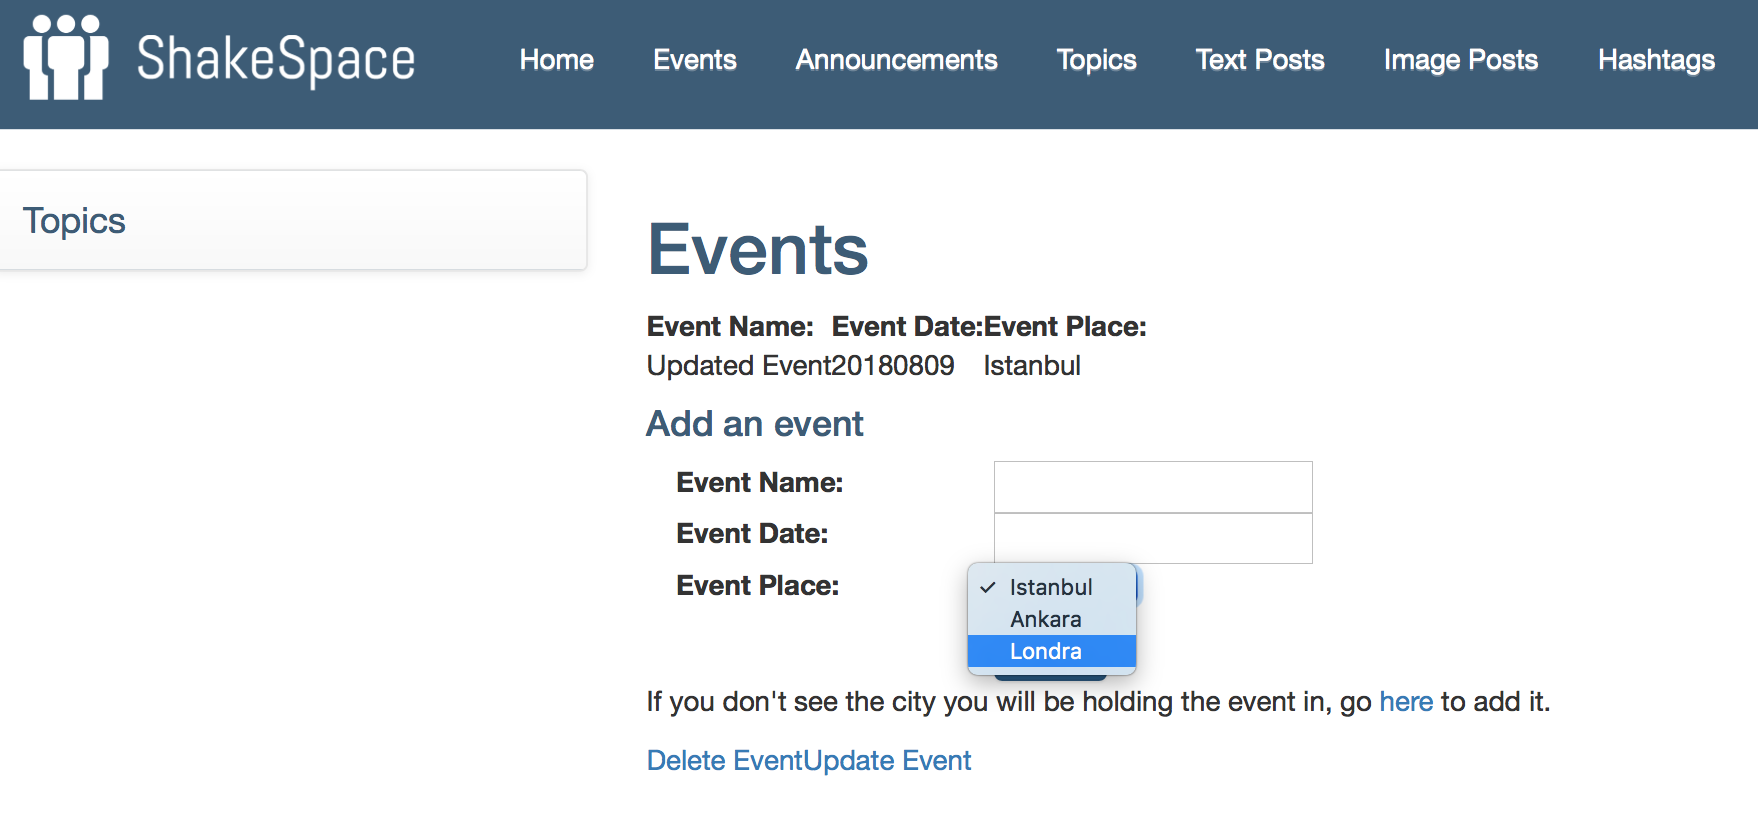 ShakeSpace Home Events Announcements Topics Text Posts Image Posts Hashtags
Topics
Events
Event Name: Event Date:Event Place:
Updated Event20180809 Istanbul
Add an event
Event Name:
Event Date:
Event Place:
✓ Istanbul
Ankara
Londra
If you don't see the city you will be holding the event in, go here to add it.
Delete EventUpdate Event